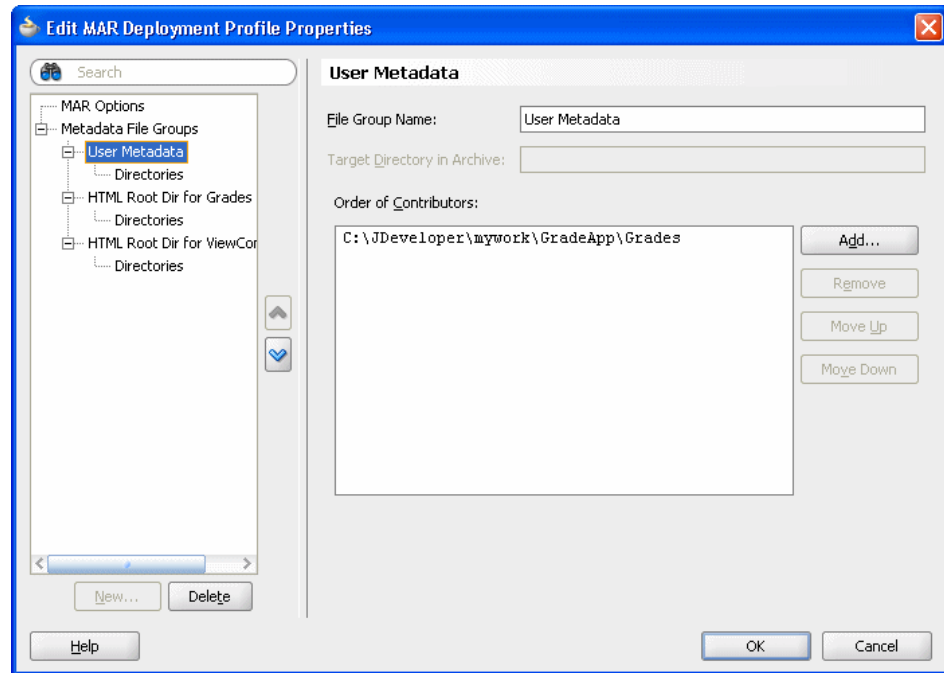 Edit MAR Deployment Profile Properties
Search
MAR Options
Metadata File Groups
User Metadata
Directories
HTML Root Dir for Grades
Directories
HTML Root Dir for ViewCor
Directories
New...
Delete
User Metadata
File Group Name:
User Metadata
Target Directory in Archive:
Order of Contributors:
C:\JDeveloper\mywork\GradeApp\Grades
Add...
Remove
Move Up
Move Down
Help
OK
Cancel